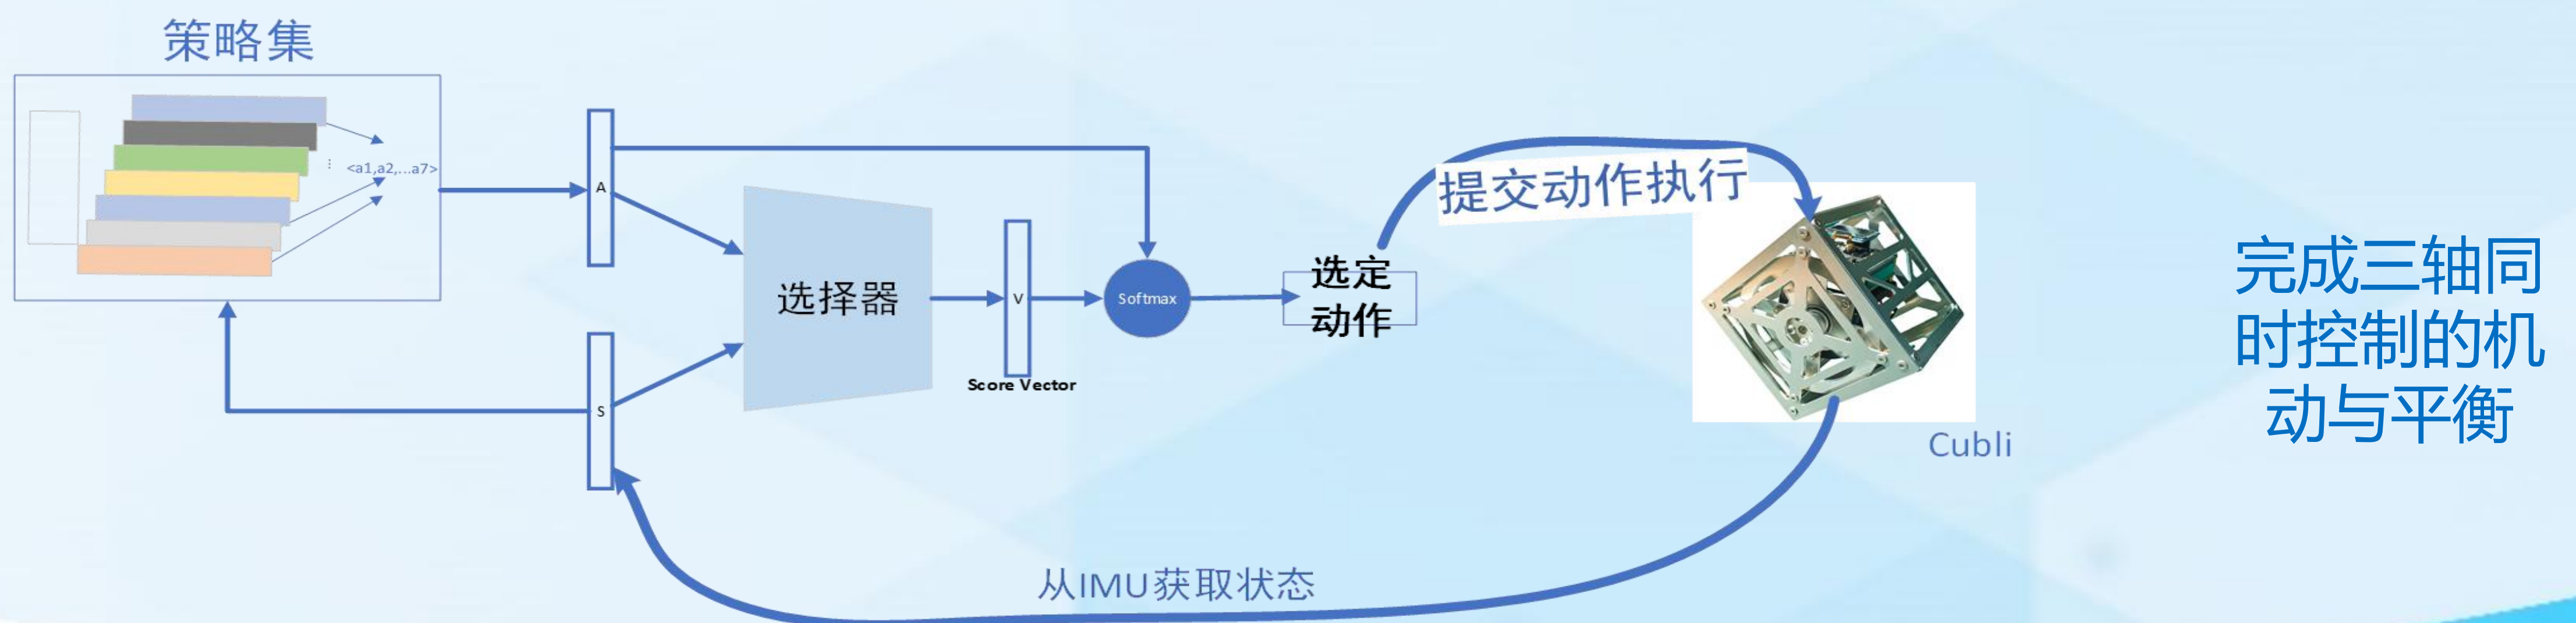 策略集
<a1,a2,...a7>
A
选择器
S
V
Score Vector
Softmax
选定
动作
提交动作执行
Cubli
从IMU获取状态
完成三轴同
时控制的机
动与平衡